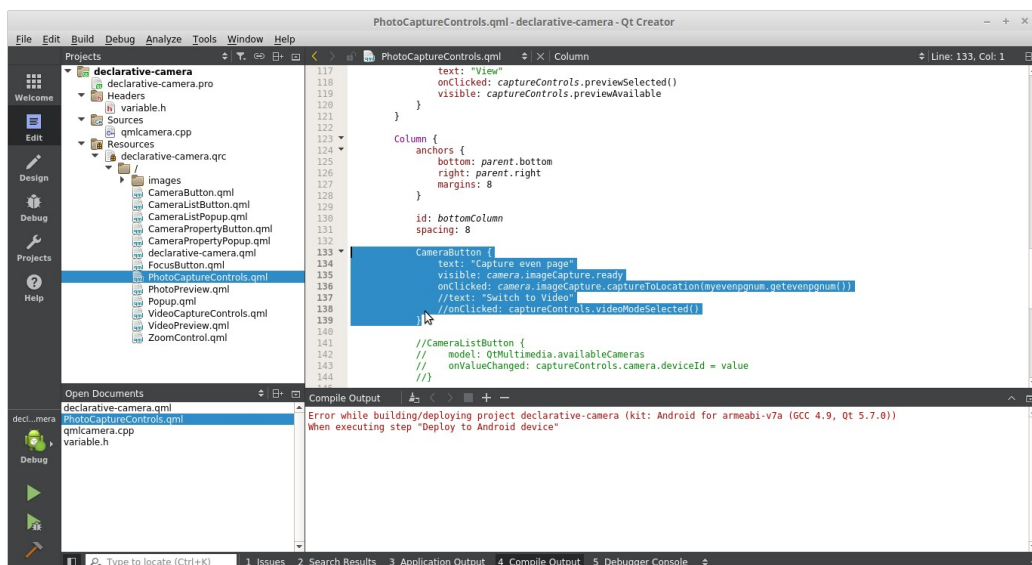 PhotoCaptureControls.qml - declarative-camera - Qt Creator
File Edit Build Debug Analyze Tools Window Help
Projects
PhotoCaptureControls.qml
Column
Line: 133, Col: 1
Welcome
Edit
Design
Debug
Projects
Help
declarative-camera
declarative-camera.pro
Headers
variable.h
Sources
qmlcamera.cpp
Resources
declarative-camera.qrc
/
images
CameraButton.qml
CameraListButton.qml
CameraListPopup.qml
CameraPropertyButton.qml
CameraPropertyPopup.qml
declarative-camera.qml
FocusButton.qml
PhotoCaptureControls.qml
PhotoPreview.qml
Popup.qml
VideoCaptureControls.qml
VideoPreview.qml
ZoomControl.qml
117 text: "View"
118 onClicked: captureControls.previewSelected()
119 visible: captureControls.previewAvailable
120 }
121 }
122
123 Column {
124 anchors {
125 bottom: parent.bottom
126 right: parent.right
127 margins: 8
128 }
129
130 id: bottomColumn
131 spacing: 8
132
133 CameraButton {
134 text: "Capture even page"
135 visible: camera.imageCapture.ready
136 onClicked: camera.imageCapture.captureToLocation(myevenpgnum.getevenpgnum())
137 //text: "Switch to Video"
138 //onClicked: captureControls.videoModeSelected()
139 }
140
141 //CameraListButton {
142 // model: QtMultimedia.availableCameras
143 // onValueChanged: captureControls.camera.deviceId = value
144 //}
Open Documents
declarative-camera.qml
PhotoCaptureControls.qml
qmlcamera.cpp
variable.h
decl...mera
Debug
Compile Output
Error while building/deploying project declarative-camera (kit: Android for armeabi-v7a (GCC 4.9, Qt 5.7.0))
When executing step "Deploy to Android device"
Type to locate (Ctrl+K)
1 Issues 2 Search Results 3 Application Output 4 Compile Output 5 Debugger Console